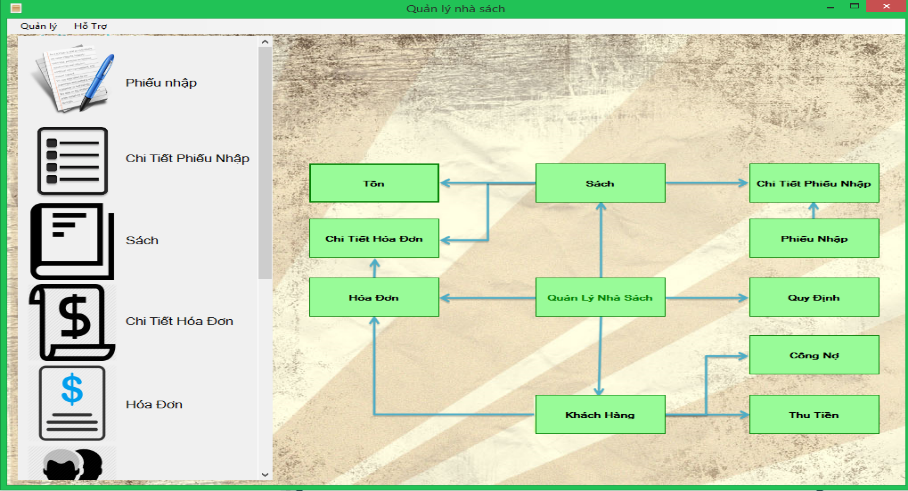 Quản lý nhà sách
Quản lý Hỗ Trợ
Phiếu nhập
Chi Tiết Phiếu Nhập
Sách
Chi Tiết Hóa Đơn
Hóa Đơn
Tồn Sách Chi Tiết Phiếu Nhập
Chi Tiết Hóa Đơn Phiếu Nhập
Hóa Đơn Quản Lý Nhà Sách Quy Định
Công Nợ
Khách Hàng Thu Tiền